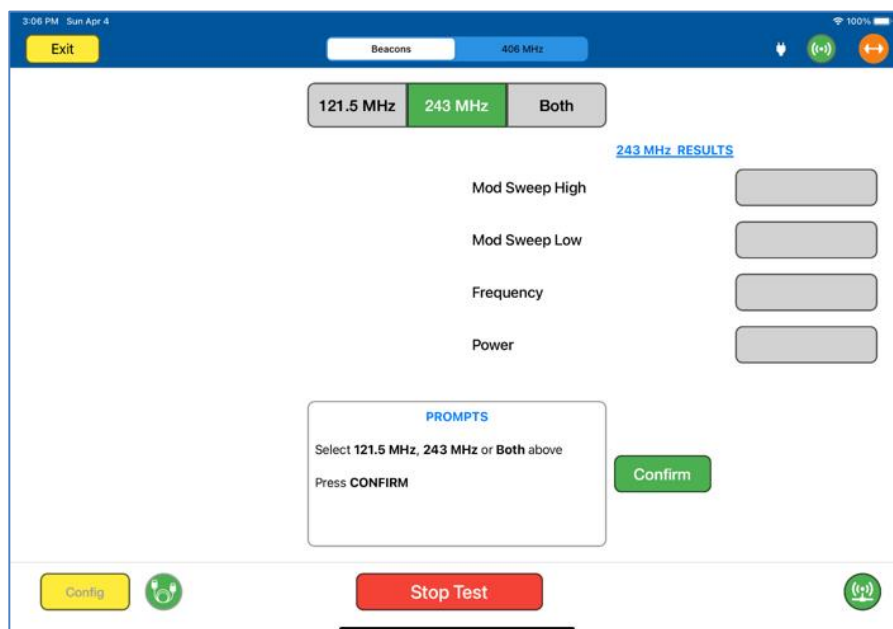 3:06 PM Sun Apr 4
100%
Exit
Beacons
406 MHz
121.5 MHz
243 MHz
Both
243 MHz RESULTS
Mod Sweep High
Mod Sweep Low
Frequency
Power
PROMPTS
Select 121.5 MHz, 243 MHz or Both above
Press CONFIRM
Confirm
Config
Stop Test